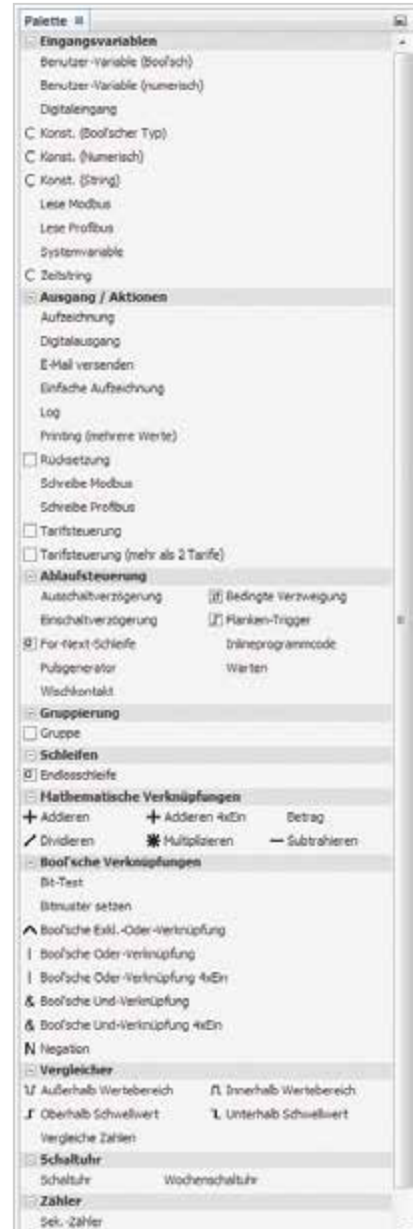 Palette
Eingangsvariablen
Benutzer-Variable (Bool'sch)
Benutzer-Variable (numerisch)
Digitaleingang
C Konst. (Bool'scher Typ)
C Konst. (Numerisch)
C Konst. (String)
Lese Modbus
Lese Profibus
Systemvariable
C Zeitstring
Ausgang / Aktionen
Aufzeichnung
Digitalausgang
E-Mail versenden
Einfache Aufzeichnung
Log
Printing (mehrere Werte)
Rücksetzung
Schreibe Modbus
Schreibe Profibus
Tarifsteuerung
Tarifsteuerung (mehr als 2 Tarife)
Ablaufsteuerung
Ausschaltverzögerung Bedingte Verzweigung
Einschaltverzögerung Flanken-Trigger
For-Next-Schleife Inlineprogrammcode
Pulsgenerator Warten
Wischkontakt
Gruppierung
Gruppe
Schleifen
Endlosschleife
Mathematische Verknüpfungen
+ Addieren + Addieren 4xEin Betrag
/ Dividieren * Multiplizieren - Subtrahieren
Bool'sche Verknüpfungen
Bit-Test
Bitmuster setzen
^ Bool'sche Exkl.-Oder-Verknüpfung
| Bool'sche Oder-Verknüpfung
| Bool'sche Oder-Verknüpfung 4xEin
& Bool'sche Und-Verknüpfung
& Bool'sche Und-Verknüpfung 4xEin
N Negation
Vergleicher
Außerhalb Wertebereich Innerhalb Wertebereich
Oberhalb Schwellwert Unterhalb Schwellwert
Vergleiche Zahlen
Schaltuhr
Schaltuhr Wochenschaltuhr
Zähler
Sek.-Zähler